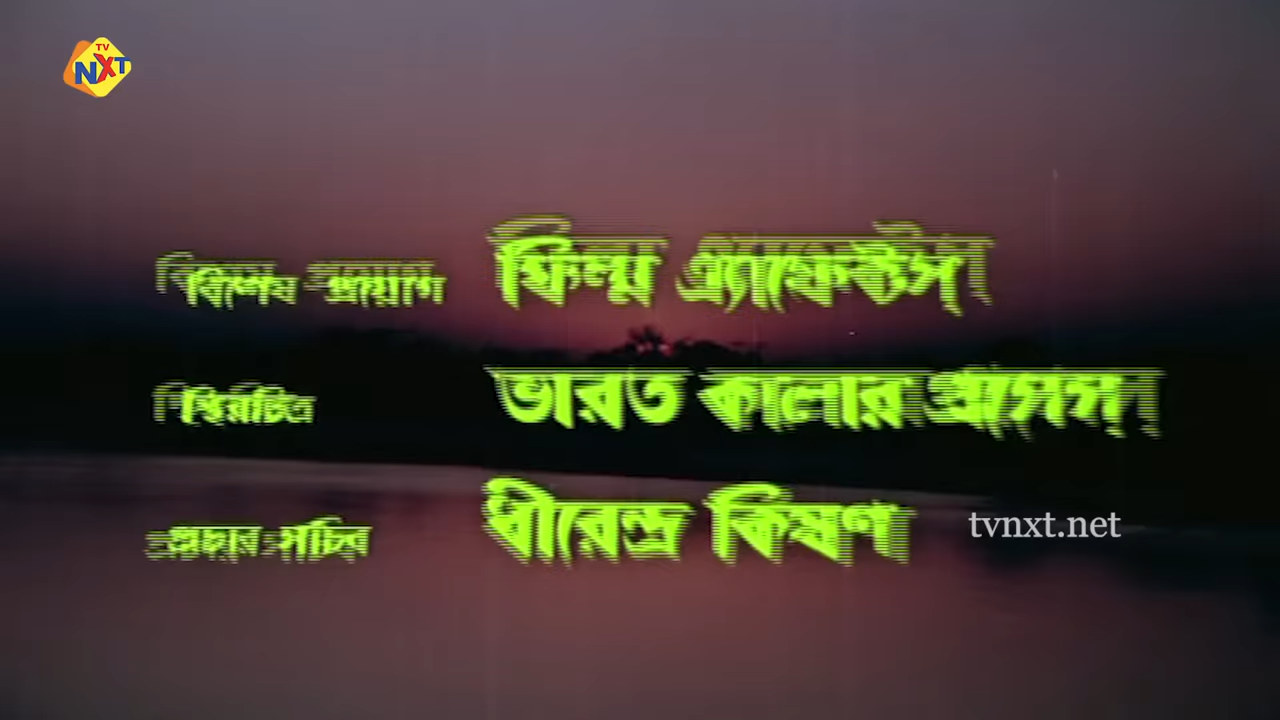 TV NXT
বিশেষ প্রয়োগ ফিল্ম এ্যাফেক্টস্
স্থিরচিত্র ভারত কালার প্রসেস্
প্রচার সচিব ধীরেন্দ্র কিষণ
tvnxt.net